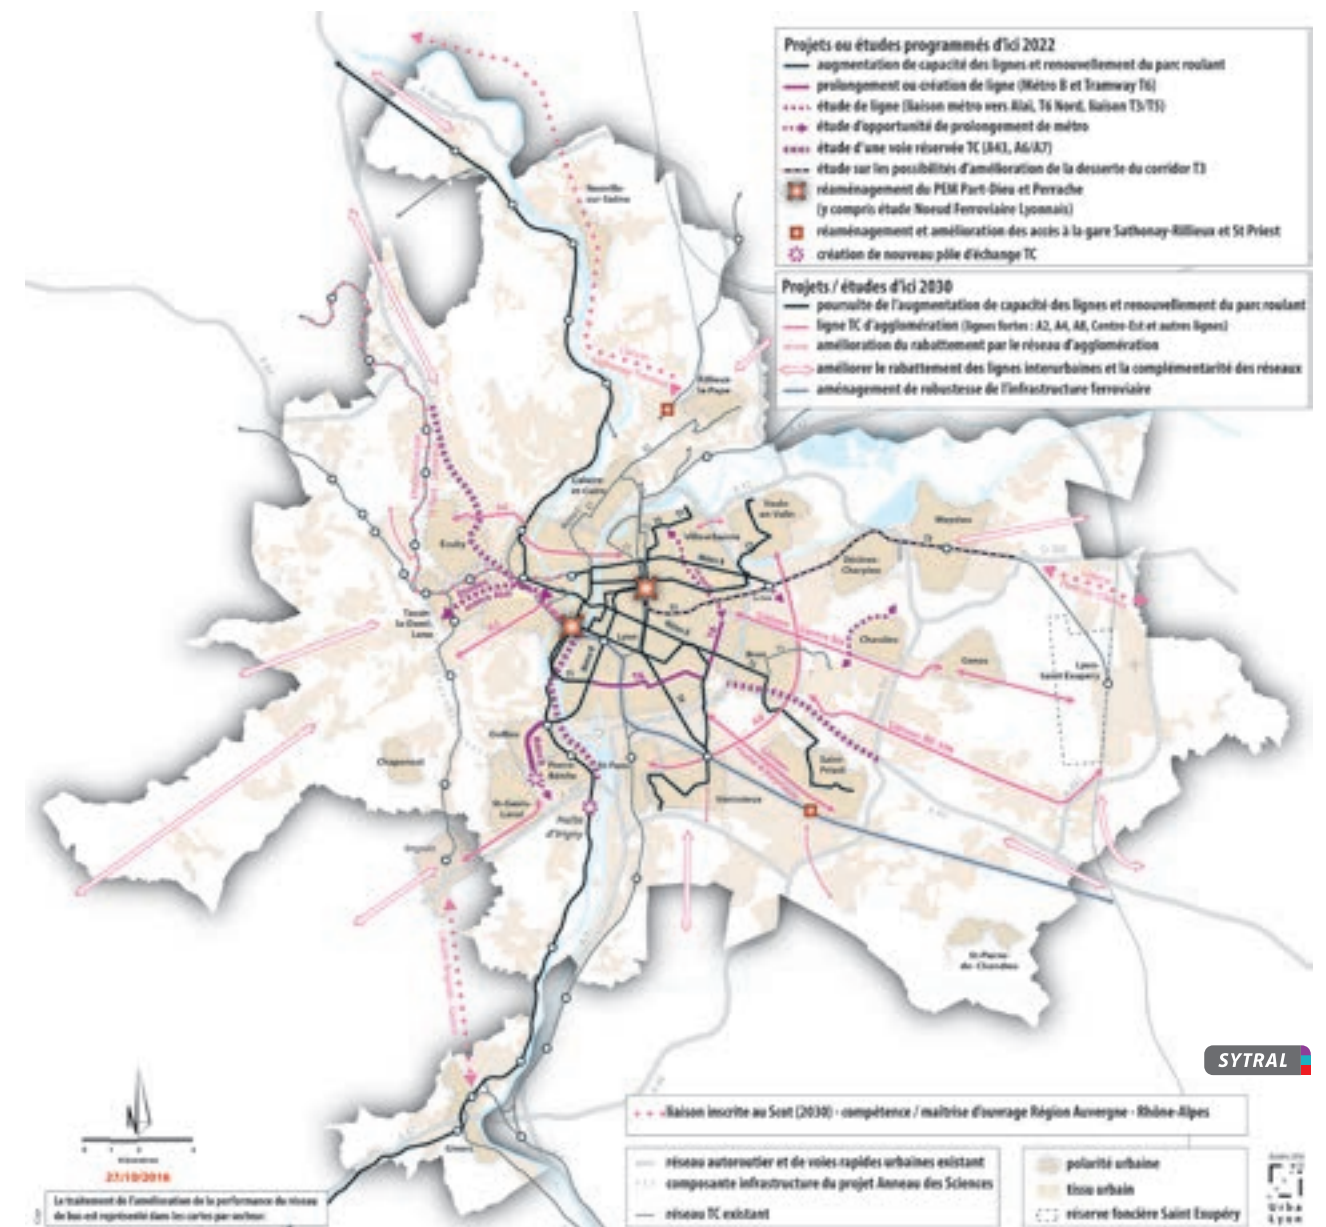 Projets ou études programmés d'ici 2022
augmentation de capacité des lignes et renouvellement du parc roulant
prolongement ou création de ligne (Métro B et Tramway T6)
étude de ligne (liaison métro vers Alaï, T6 Nord, liaison T3/T5)
étude d'opportunité de prolongement de métro
étude d'une voie réservée TC (A43, A6/A7)
étude sur les possibilités d'amélioration de la desserte du corridor T3
réaménagement du PEM Part-Dieu et Perrache
(y compris étude Noeud Ferroviaire Lyonnais)
réaménagement et amélioration des accès à la gare Sathonay-Rillieux et St Priest
création de nouveau pôle d'échange TC
Projets / études d'ici 2030
poursuite de l'augmentation de capacité des lignes et renouvellement du parc roulant
ligne TC d'agglomération (lignes fortes : A2, A4, A8, Centre-Est et autres lignes)
amélioration du rabattement par le réseau d'agglomération
améliorer le rabattement des lignes interurbaines et la complémentarité des réseaux
aménagement de robustesse de l'infrastructure ferroviaire
Neuville-
sur-Saône
Rillieux-
la-Pape
Caluire-
et-Cuire
Vaulx-
en-Velin
Villeurbanne
Meyzieu
Décines-
Charpieu
Ecully
Tassin-
la-Demi-
Lune
Lyon
Bron
Chassieu
Genas
Lyon-
Saint Exupéry
Oullins
Chaponost
Pierre-
Bénite
St-Fons
Saint-
Priest
St-Genis-
Laval
Vénissieux
Porte
d'Irigny
Brignais
St-Pierre-
de-Chandieu
Givors
SYTRAL
N
27/10/2016
Le traitement de l'amélioration de la performance du réseau
de bus est représenté dans les cartes par secteur.
liaison inscrite au Scot (2030) - compétence / maîtrise d'ouvrage Région Auvergne - Rhône-Alpes
réseau autoroutier et de voies rapides urbaines existant
composante infrastructure du projet Anneau des Sciences
réseau TC existant
polarité urbaine
tissu urbain
réserve foncière Saint Exupéry
Urba
Lyon